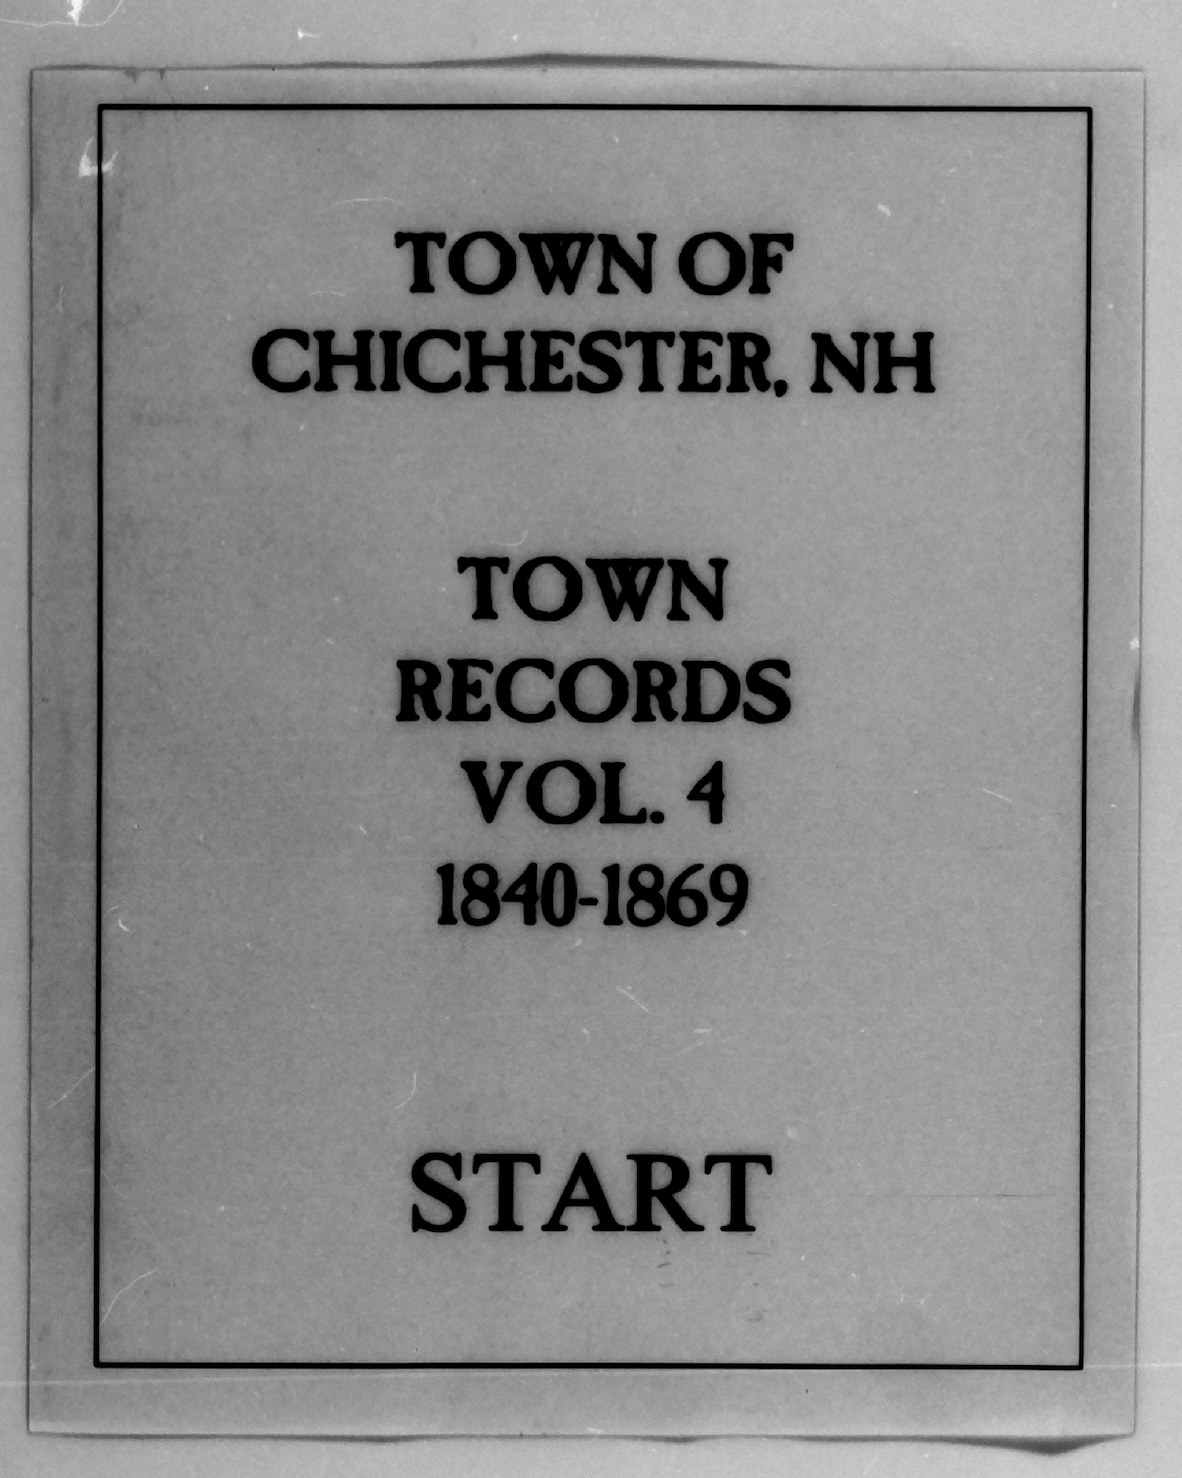 TOWN OF
CHICHESTER, NH
TOWN
RECORDS
VOL. 4
1840-1869
START